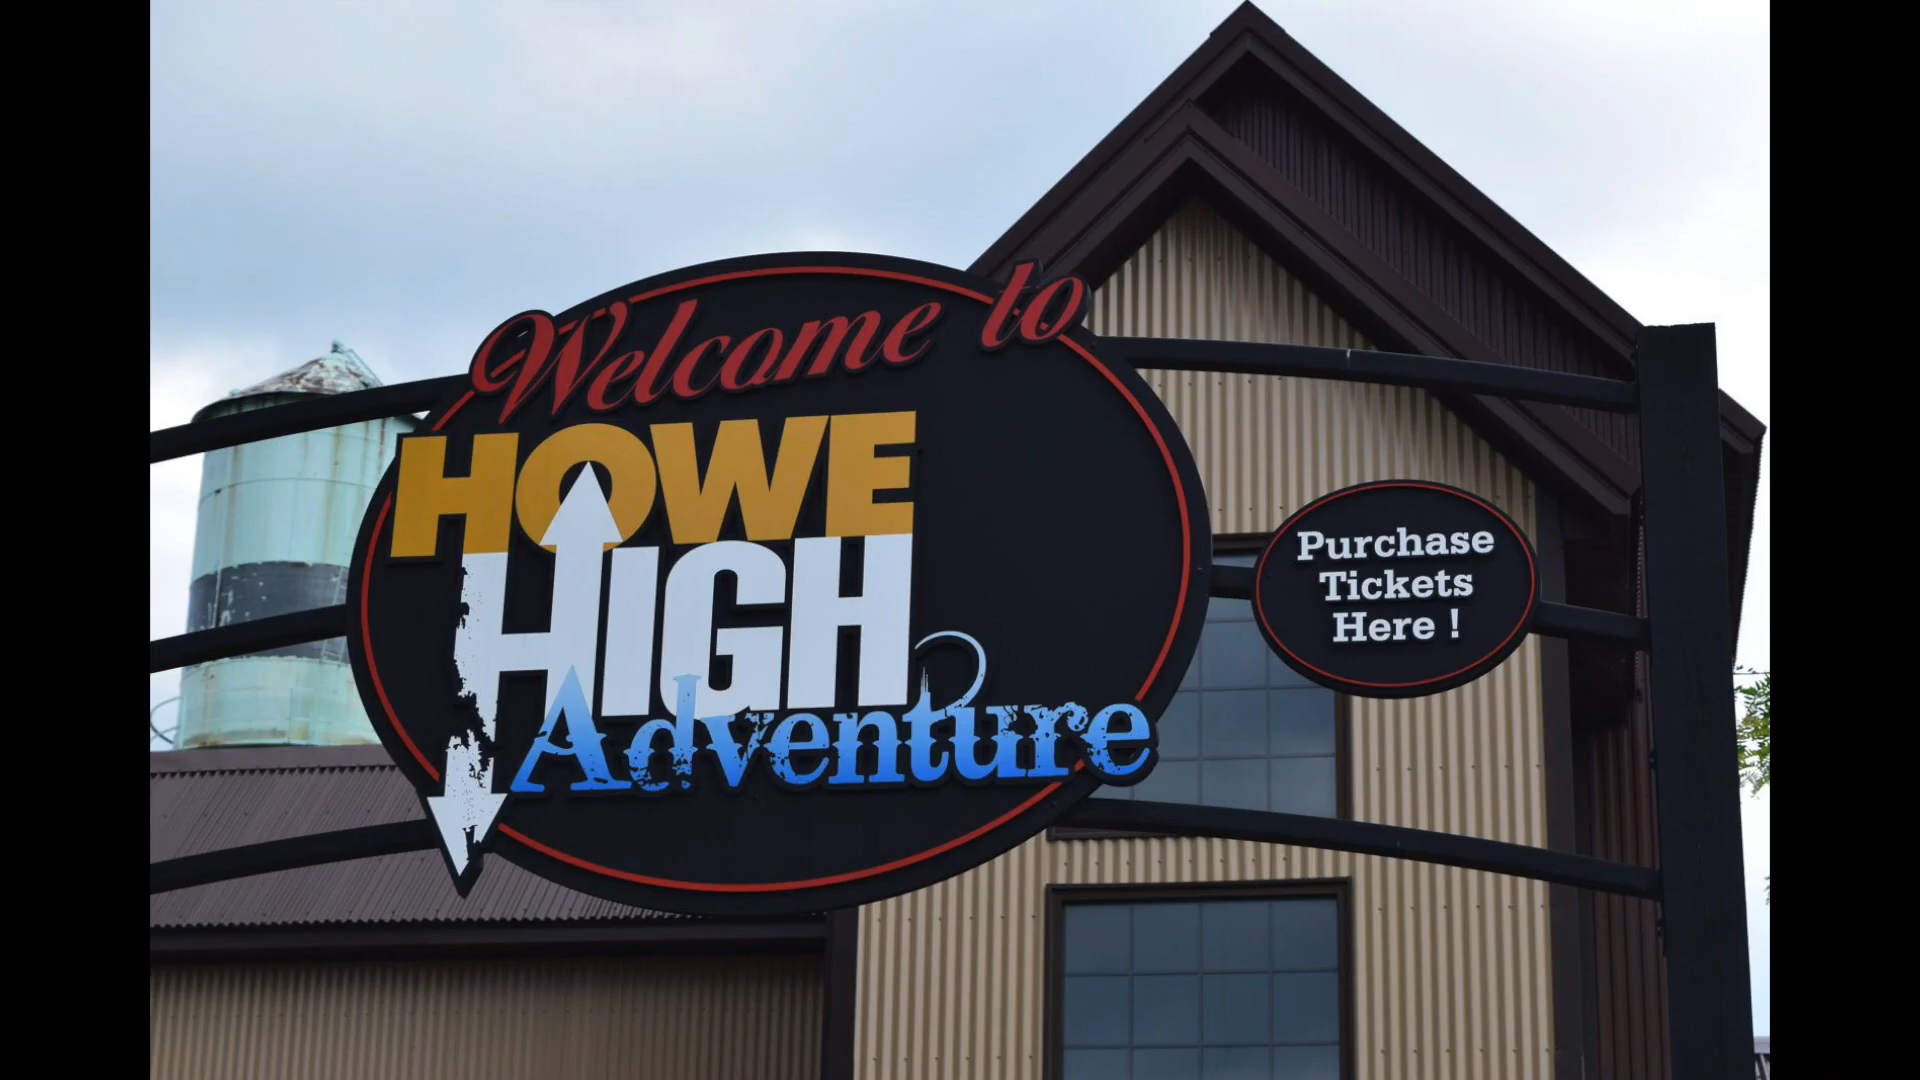 Welcome to
HOWE
HIGH
Adventure
Purchase
Tickets
Here !